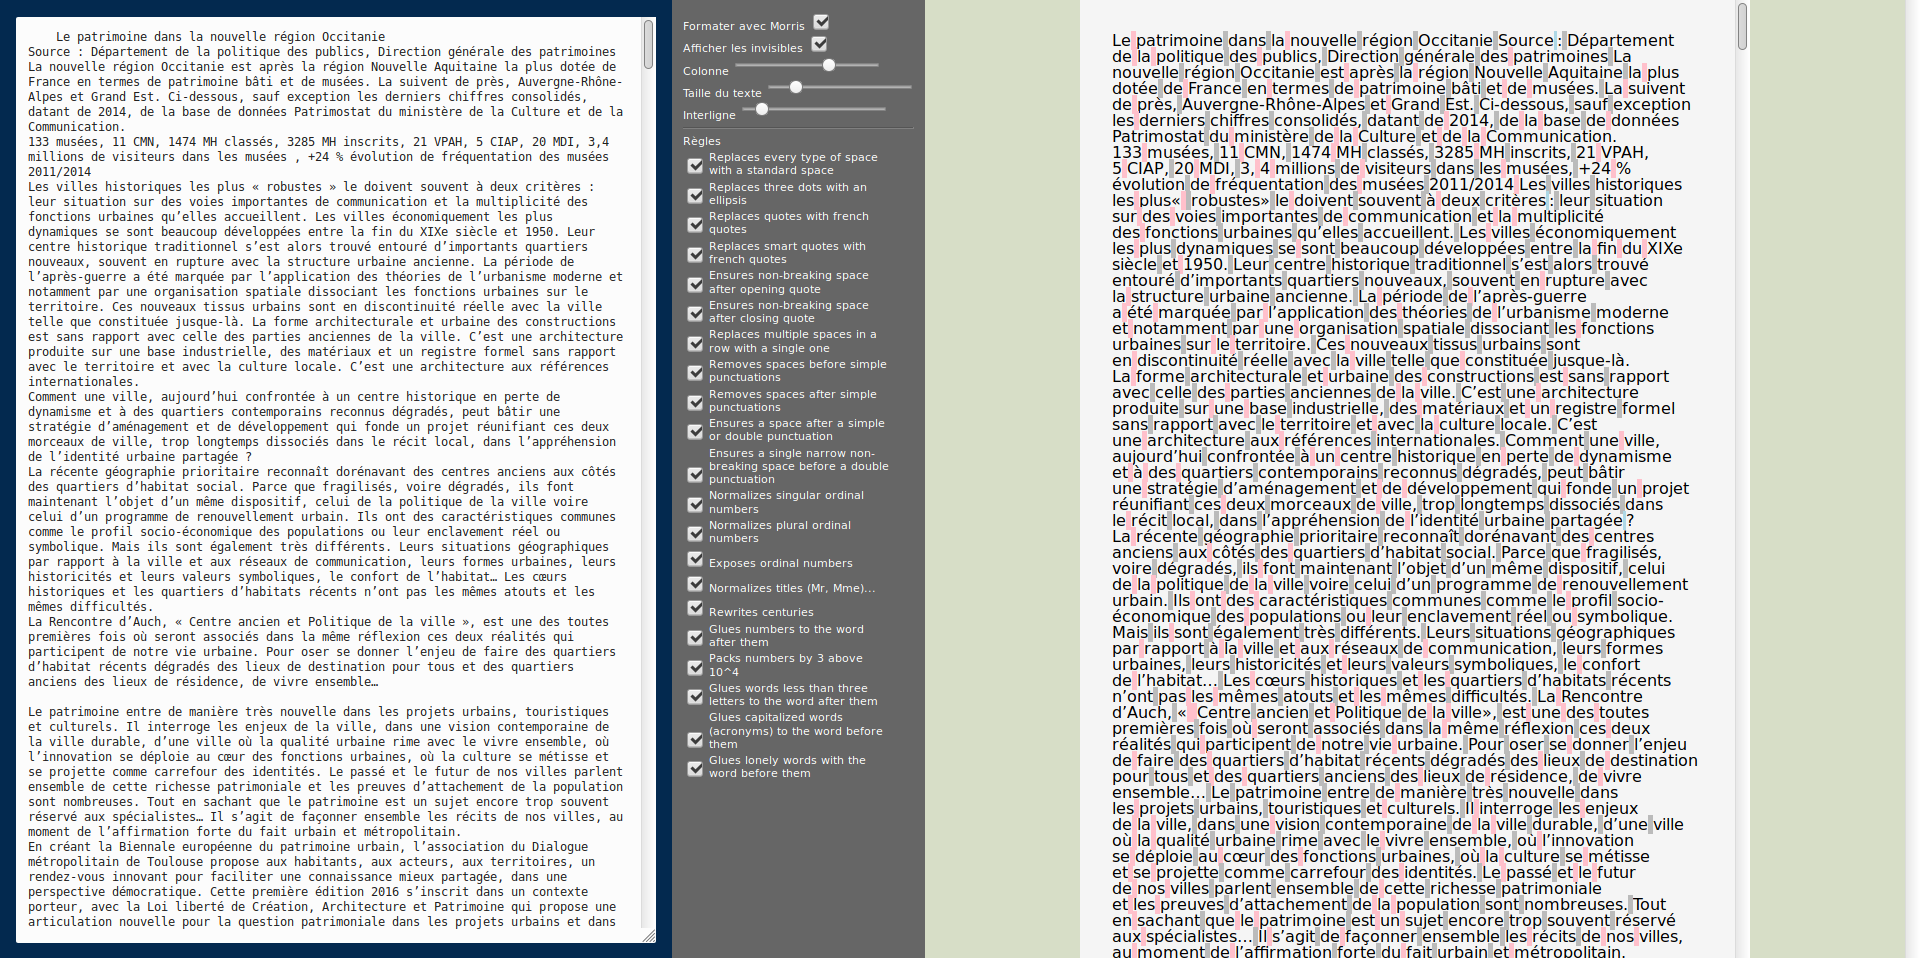 Le patrimoine dans la nouvelle région Occitanie
Source : Département de la politique des publics, Direction générale des patrimoines
La nouvelle région Occitanie est après la région Nouvelle Aquitaine la plus dotée de
France en termes de patrimoine bâti et de musées. La suivent de près, Auvergne-Rhône-
Alpes et Grand Est. Ci-dessous, sauf exception les derniers chiffres consolidés,
datant de 2014, de la base de données Patrimostat du ministère de la Culture et de la
Communication.
133 musées, 11 CMN, 1474 MH classés, 3285 MH inscrits, 21 VPAH, 5 CIAP, 20 MDI, 3,4
millions de visiteurs dans les musées , +24 % évolution de fréquentation des musées
2011/2014
Les villes historiques les plus « robustes » le doivent souvent à deux critères :
leur situation sur des voies importantes de communication et la multiplicité des
fonctions urbaines qu’elles accueillent. Les villes économiquement les plus
dynamiques se sont beaucoup développées entre la fin du XIXe siècle et 1950. Leur
centre historique traditionnel s’est alors trouvé entouré d’importants quartiers
nouveaux, souvent en rupture avec la structure urbaine ancienne. La période de
l’après-guerre a été marquée par l’application des théories de l’urbanisme moderne et
notamment par une organisation spatiale dissociant les fonctions urbaines sur le
territoire. Ces nouveaux tissus urbains sont en discontinuité réelle avec la ville
telle que constituée jusque-là. La forme architecturale et urbaine des constructions
est sans rapport avec celle des parties anciennes de la ville. C’est une architecture
produite sur une base industrielle, des matériaux et un registre formel sans rapport
avec le territoire et avec la culture locale. C’est une architecture aux références
internationales.
Comment une ville, aujourd’hui confrontée à un centre historique en perte de
dynamisme et à des quartiers contemporains reconnus dégradés, peut bâtir une
stratégie d’aménagement et de développement qui fonde un projet réunifiant ces deux
morceaux de ville, trop longtemps dissociés dans le récit local, dans l’appréhension
de l’identité urbaine partagée ?
La récente géographie prioritaire reconnaît dorénavant des centres anciens aux côtés
des quartiers d’habitat social. Parce que fragilisés, voire dégradés, ils font
maintenant l’objet d’un même dispositif, celui de la politique de la ville voire
celui d’un programme de renouvellement urbain. Ils ont des caractéristiques communes
comme le profil socio-économique des populations ou leur enclavement réel ou
symbolique. Mais ils sont également très différents. Leurs situations géographiques
par rapport à la ville et aux réseaux de communication, leurs formes urbaines, leurs
historicités et leurs valeurs symboliques, le confort de l’habitat… Les cœurs
historiques et les quartiers d’habitats récents n’ont pas les mêmes atouts et les
mêmes difficultés.
La Rencontre d’Auch, « Centre ancien et Politique de la ville », est une des toutes
premières fois où seront associés dans la même réflexion ces deux réalités qui
participent de notre vie urbaine. Pour oser se donner l’enjeu de faire des quartiers
d’habitat récents dégradés des lieux de destination pour tous et des quartiers
anciens des lieux de résidence, de vivre ensemble…
Le patrimoine entre de manière très nouvelle dans les projets urbains, touristiques
et culturels. Il interroge les enjeux de la ville, dans une vision contemporaine de
la ville durable, d’une ville où la qualité urbaine rime avec le vivre ensemble, où
l’innovation se déploie au cœur des fonctions urbaines, où la culture se métisse et
se projette comme carrefour des identités. Le passé et le futur de nos villes parlent
ensemble de cette richesse patrimoniale et les preuves d’attachement de la population
sont nombreuses. Tout en sachant que le patrimoine est un sujet encore trop souvent
réservé aux spécialistes… Il s’agit de façonner ensemble les récits de nos villes, au
moment de l’affirmation forte du fait urbain et métropolitain.
En créant la Biennale européenne du patrimoine urbain, l’association du Dialogue
métropolitain de Toulouse propose aux habitants, aux acteurs, aux territoires, un
rendez-vous innovant pour faciliter une connaissance mieux partagée, dans une
perspective démocratique. Cette première édition 2016 s’inscrit dans un contexte
porteur, avec la Loi liberté de Création, Architecture et Patrimoine qui propose une
articulation nouvelle pour la question patrimoniale dans les projets urbains et dans
Formater avec Morris
Afficher les invisibles
Colonne
Taille du texte
Interligne
Règles
Replaces every type of space
with a standard space
Replaces three dots with an
ellipsis
Replaces quotes with french
quotes
Replaces smart quotes with
french quotes
Ensures non-breaking space
after opening quote
Ensures non-breaking space
after closing quote
Replaces multiple spaces in a
row with a single one
Removes spaces before simple
punctuations
Removes spaces after simple
punctuations
Ensures a space after a simple
or double punctuation
Ensures a single narrow non-
breaking space before a double
punctuation
Normalizes singular ordinal
numbers
Normalizes plural ordinal
numbers
Exposes ordinal numbers
Normalizes titles (Mr, Mme)...
Rewrites centuries
Glues numbers to the word
after them
Packs numbers by 3 above
10^4
Glues words less than three
letters to the word after them
Glues capitalized words
(acronyms) to the word before
them
Glues lonely words with the
word before them
Le patrimoine dans la nouvelle région Occitanie Source : Département
de la politique des publics, Direction générale des patrimoines La
nouvelle région Occitanie est après la région Nouvelle Aquitaine la plus
dotée de France en termes de patrimoine bâti et de musées. La suivent
de près, Auvergne-Rhône-Alpes et Grand Est. Ci-dessous, sauf exception
les derniers chiffres consolidés, datant de 2014, de la base de données
Patrimostat du ministère de la Culture et de la Communication.
133 musées, 11 CMN, 1474 MH classés, 3285 MH inscrits, 21 VPAH,
5 CIAP, 20 MDI, 3, 4 millions de visiteurs dans les musées, +24 %
évolution de fréquentation des musées 2011/2014 Les villes historiques
les plus « robustes» le doivent souvent à deux critères : leur situation
sur des voies importantes de communication et la multiplicité
des fonctions urbaines qu’elles accueillent. Les villes économiquement
les plus dynamiques se sont beaucoup développées entre la fin du XIXe
siècle et 1950. Leur centre historique traditionnel s’est alors trouvé
entouré d’importants quartiers nouveaux, souvent en rupture avec
la structure urbaine ancienne. La période de l’après-guerre
a été marquée par l’application des théories de l’urbanisme moderne
et notamment par une organisation spatiale dissociant les fonctions
urbaines sur le territoire. Ces nouveaux tissus urbains sont
en discontinuité réelle avec la ville telle que constituée jusque-là.
La forme architecturale et urbaine des constructions est sans rapport
avec celle des parties anciennes de la ville. C’est une architecture
produite sur une base industrielle, des matériaux et un registre formel
sans rapport avec le territoire et avec la culture locale. C’est
une architecture aux références internationales. Comment une ville,
aujourd’hui confrontée à un centre historique en perte de dynamisme
et à des quartiers contemporains reconnus dégradés, peut bâtir
une stratégie d’aménagement et de développement qui fonde un projet
réunifiant ces deux morceaux de ville, trop longtemps dissociés dans
le récit local, dans l’appréhension de l’identité urbaine partagée ?
La récente géographie prioritaire reconnaît dorénavant des centres
anciens aux côtés des quartiers d’habitat social. Parce que fragilisés,
voire dégradés, ils font maintenant l’objet d’un même dispositif, celui
de la politique de la ville voire celui d’un programme de renouvellement
urbain. Ils ont des caractéristiques communes comme le profil socio-
économique des populations ou leur enclavement réel ou symbolique.
Mais ils sont également très différents. Leurs situations géographiques
par rapport à la ville et aux réseaux de communication, leurs formes
urbaines, leurs historicités et leurs valeurs symboliques, le confort
de l’habitat… Les cœurs historiques et les quartiers d’habitats récents
n’ont pas les mêmes atouts et les mêmes difficultés. La Rencontre
d’Auch, « Centre ancien et Politique de la ville», est une des toutes
premières fois où seront associés dans la même réflexion ces deux
réalités qui participent de notre vie urbaine. Pour oser se donner l’enjeu
de faire des quartiers d’habitat récents dégradés des lieux de destination
pour tous et des quartiers anciens des lieux de résidence, de vivre
ensemble… Le patrimoine entre de manière très nouvelle dans
les projets urbains, touristiques et culturels. Il interroge les enjeux
de la ville, dans une vision contemporaine de la ville durable, d’une ville
où la qualité urbaine rime avec le vivre ensemble, où l’innovation
se déploie au cœur des fonctions urbaines, où la culture se métisse
et se projette comme carrefour des identités. Le passé et le futur
de nos villes parlent ensemble de cette richesse patrimoniale
et les preuves d’attachement de la population sont nombreuses. Tout
en sachant que le patrimoine est un sujet encore trop souvent réservé
aux spécialistes… Il s’agit de façonner ensemble les récits de nos villes,
au moment de l’affirmation forte du fait urbain et métropolitain.